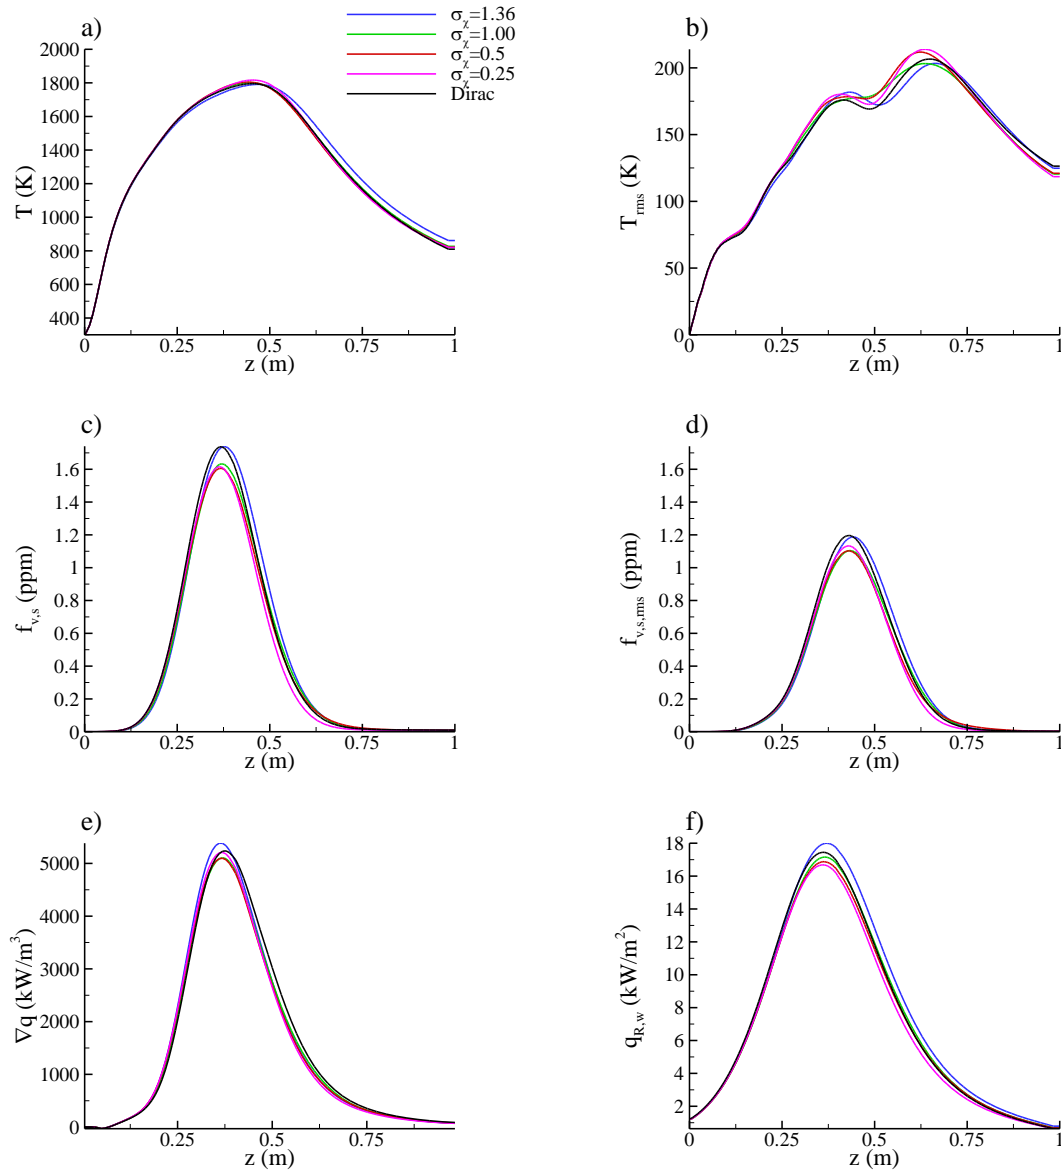 a)
σχ=1.36
σχ=1.00
σχ=0.5
σχ=0.25
Dirac
T (K)
2000
1800
1600
1400
1200
1000
800
600
400
0 0.25 0.5 0.75 1
z (m)
b)
T_rms (K)
200
150
100
50
0
0 0.25 0.5 0.75 1
z (m)
c)
f_v,s (ppm)
1.6
1.4
1.2
1
0.8
0.6
0.4
0.2
0
0 0.25 0.5 0.75 1
z (m)
d)
f_v,s,rms (ppm)
1.6
1.4
1.2
1
0.8
0.6
0.4
0.2
0
0 0.25 0.5 0.75 1
z (m)
e)
∇q (kW/m³)
5000
4000
3000
2000
1000
0
0.25 0.5 0.75
z (m)
f)
q_R,w (kW/m²)
18
16
14
12
10
8
6
4
2
0 0.25 0.5 0.75 1
z (m)